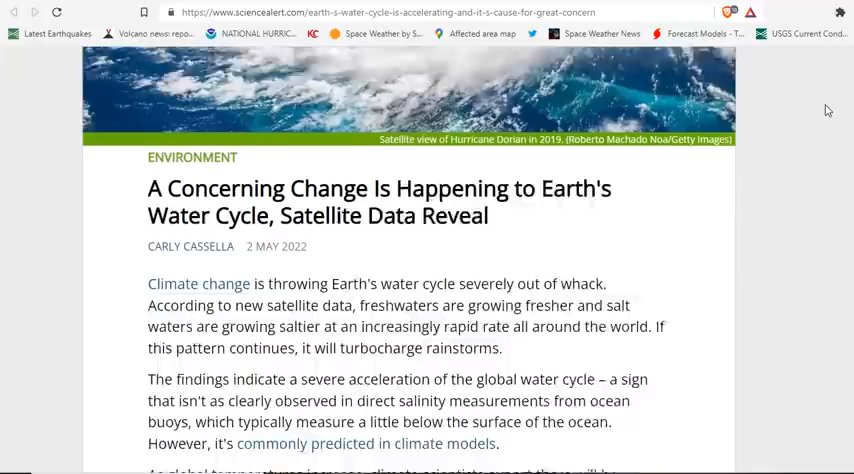 https://www.sciencealert.com/earth-s-water-cycle-is-accelerating-and-it-s-cause-for-great-concern
Latest Earthquakes Volcano news: repo... NATIONAL HURRIC... KC Space Weather by S... Affected area map Space Weather News Forecast Models - T... USGS Current Cond...
Satellite view of Hurricane Dorian in 2019. (Roberto Machado Noa/Getty Images)
ENVIRONMENT
A Concerning Change Is Happening to Earth's
Water Cycle, Satellite Data Reveal
CARLY CASSELLA 2 MAY 2022
Climate change is throwing Earth's water cycle severely out of whack.
According to new satellite data, freshwaters are growing fresher and salt
waters are growing saltier at an increasingly rapid rate all around the world. If
this pattern continues, it will turbocharge rainstorms.
The findings indicate a severe acceleration of the global water cycle – a sign
that isn't as clearly observed in direct salinity measurements from ocean
buoys, which typically measure a little below the surface of the ocean.
However, it's commonly predicted in climate models.